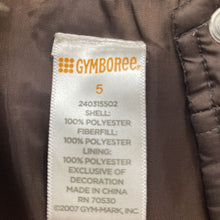 GYMBOREE®
5
240315502
SHELL:
100% POLYESTER
FIBERFILL:
100% POLYESTER
LINING:
100% POLYESTER
EXCLUSIVE OF
DECORATION
MADE IN CHINA
RN 70530
©2007 GYM-MARK, INC.